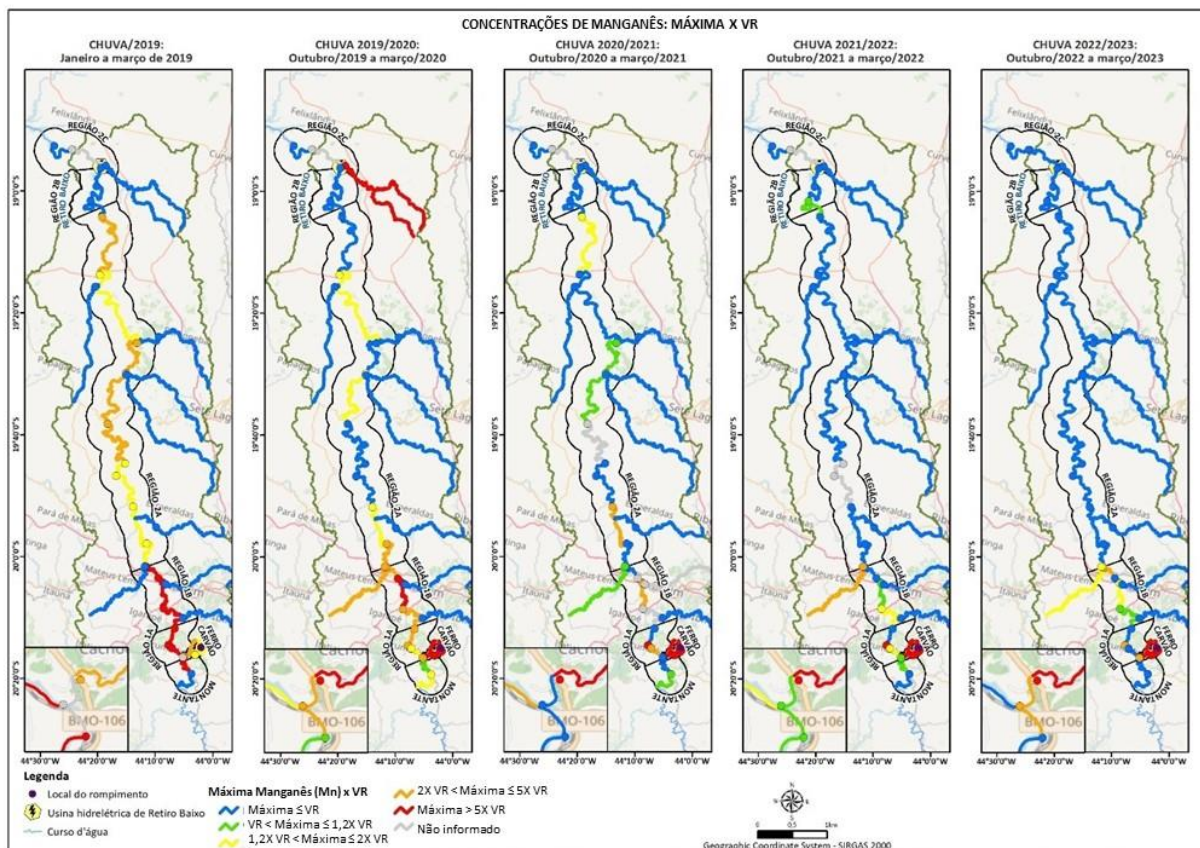 CONCENTRAÇÕES DE MANGANÊS: MÁXIMA X VR
CHUVA/2019:
Janeiro a março de 2019
CHUVA 2019/2020:
Outubro/2019 a março/2020
CHUVA 2020/2021:
Outubro/2020 a março/2021
CHUVA 2021/2022:
Outubro/2021 a março/2022
CHUVA 2022/2023:
Outubro/2022 a março/2023
Felixlândia
REGIÃO 2C
REGIÃO 2B
RETIRO BAIXO
REGIÃO 2A
Pará de Minas
Esmeraldas
Mateus Leme
Itaúna
Igarapé
REGIÃO 1B
REGIÃO 1A
FERRO
CARVÃO
MONTANTE
BMO-106
19°0'0"S
19°20'0"S
19°40'0"S
20°0'0"S
20°20'0"S
44°30'0"W
44°20'0"W
44°10'0"W
44°0'0"W
Legenda
Local do rompimento
Usina hidrelétrica de Retiro Baixo
Curso d'água
Máxima Manganês (Mn) x VR
Máxima ≤ VR
VR < Máxima ≤ 1,2X VR
1,2X VR < Máxima ≤ 2X VR
2X VR < Máxima ≤ 5X VR
Máxima > 5X VR
Não informado
0 0.5 1km
Geographic Coordinate System - SIRGAS 2000